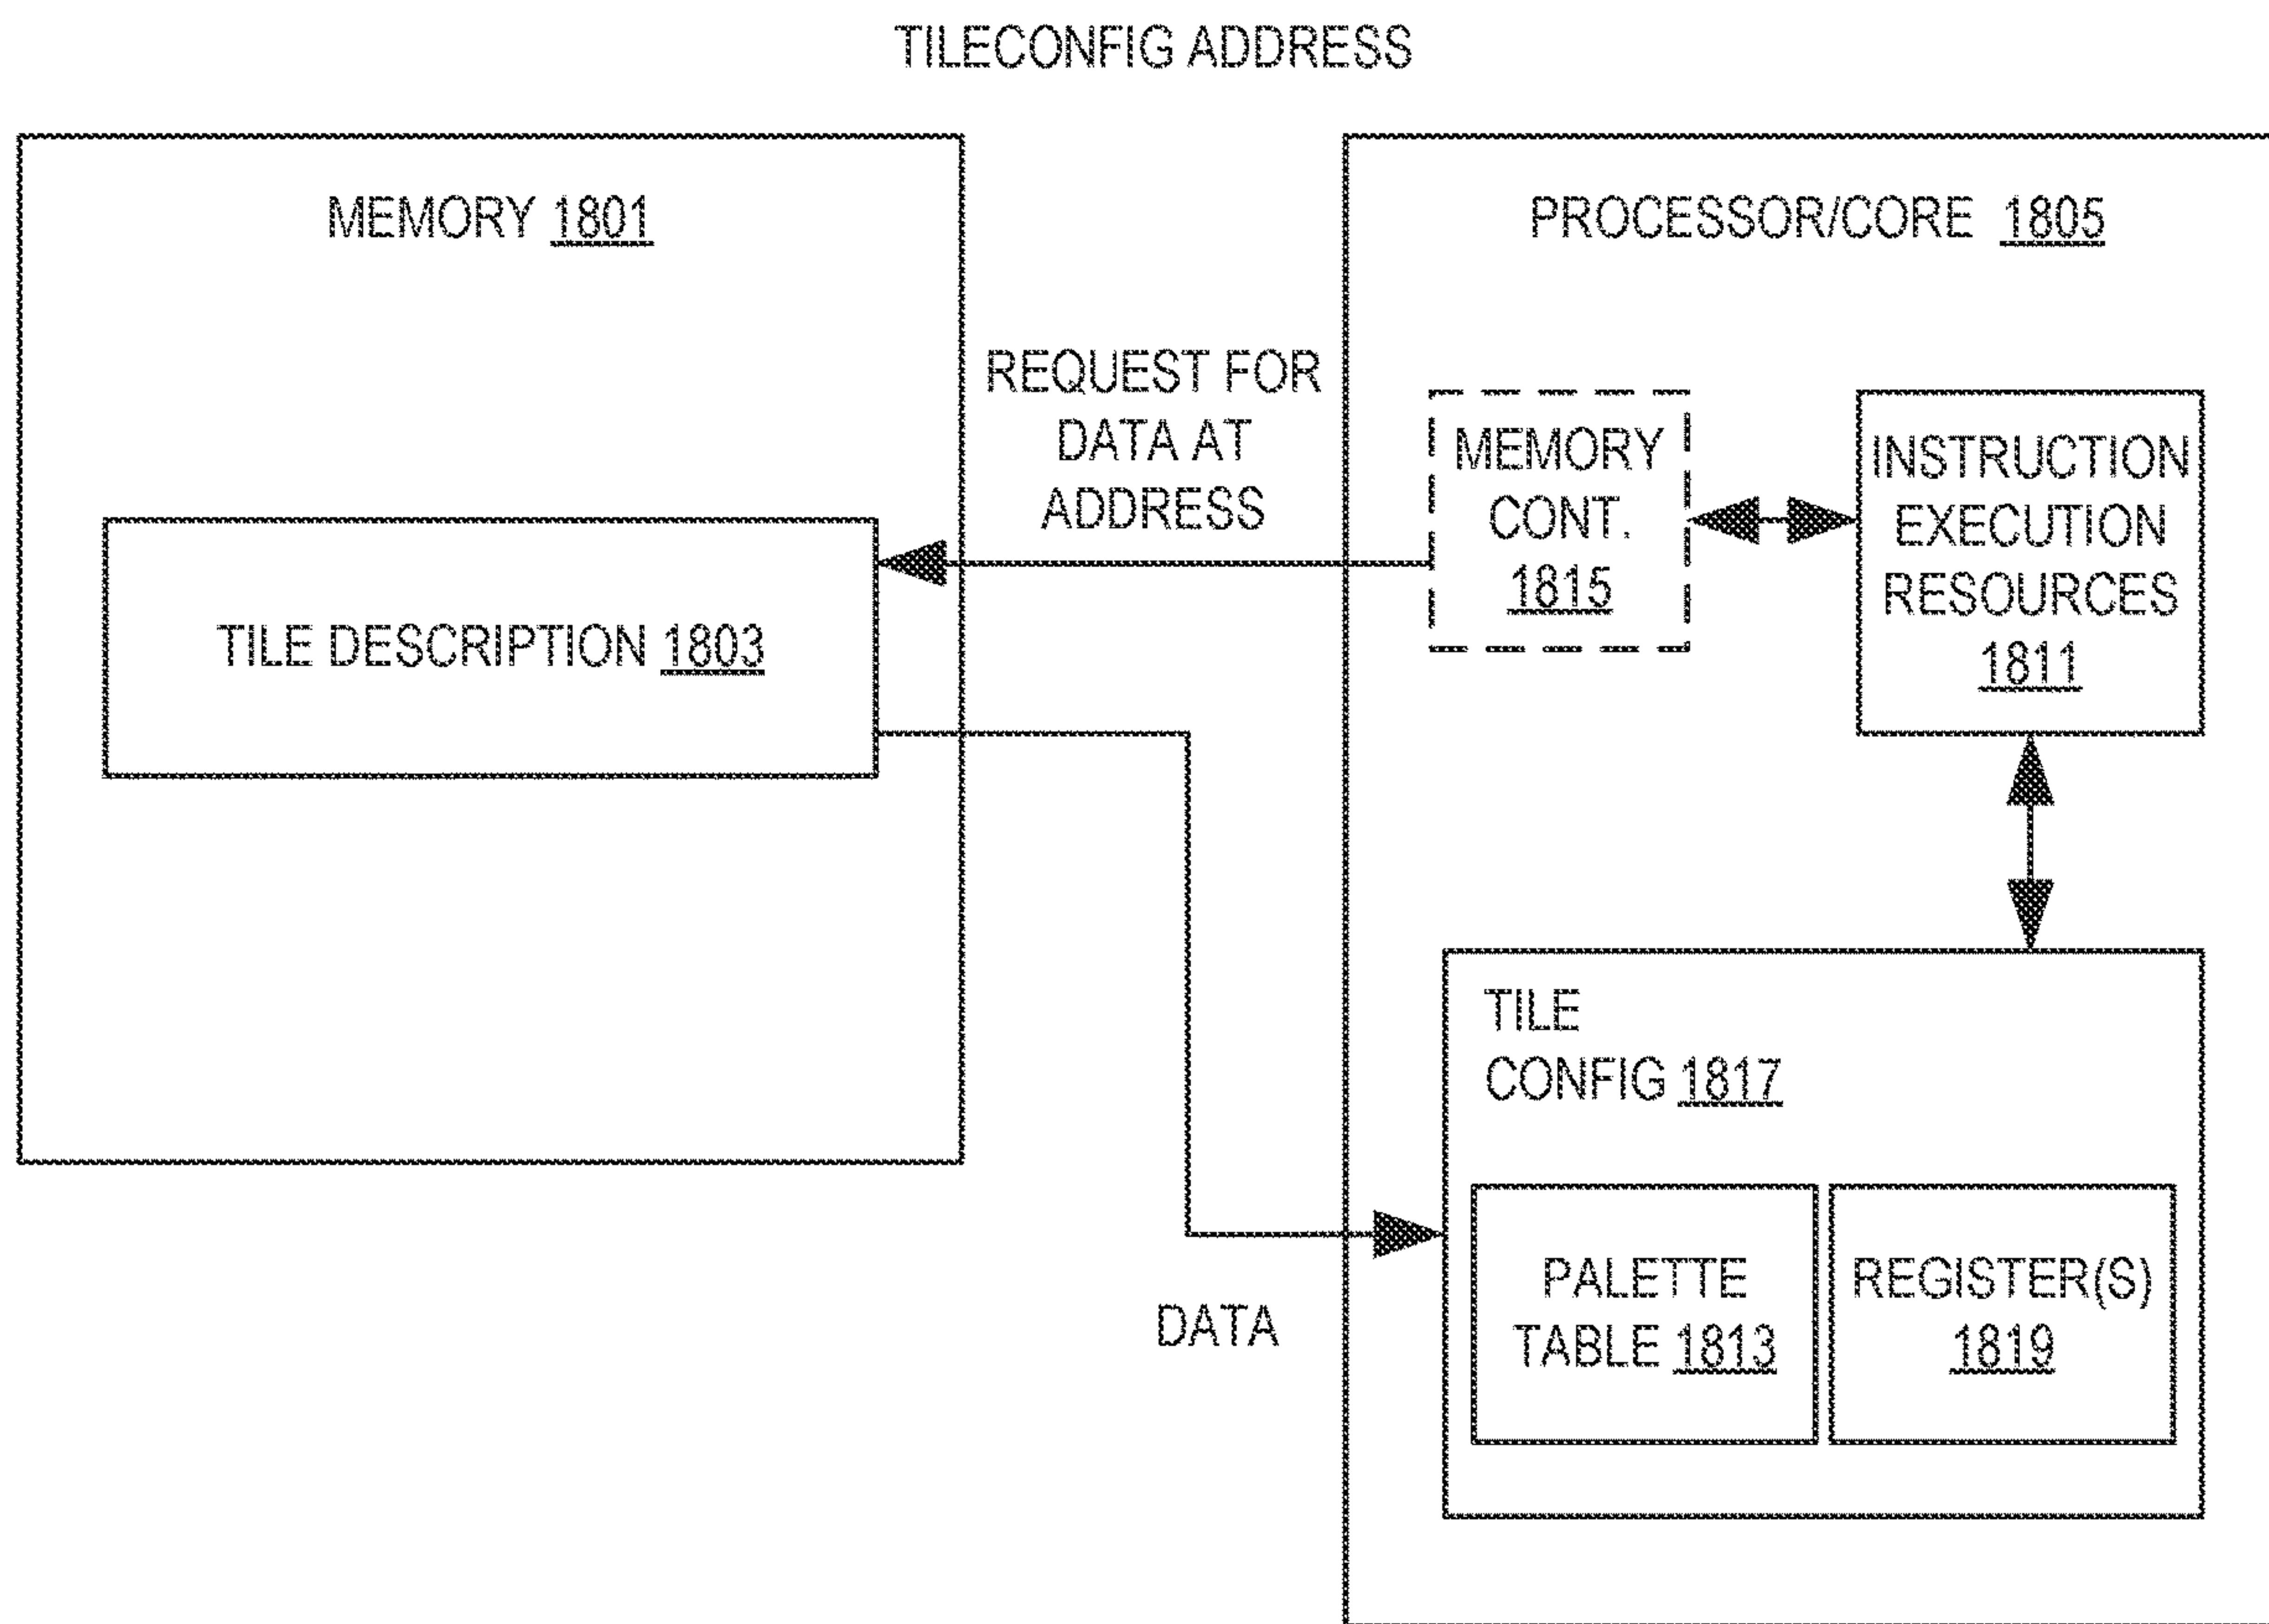 TILECONFIG ADDRESS
MEMORY 1801
PROCESSOR/CORE 1805
REQUEST FOR
DATA AT
ADDRESS
MEMORY
CONT.
1815
INSTRUCTION
EXECUTION
RESOURCES
1811
TILE DESCRIPTION 1803
TILE
CONFIG 1817
PALETTE
TABLE 1813
REGISTER(S)
1819
DATA